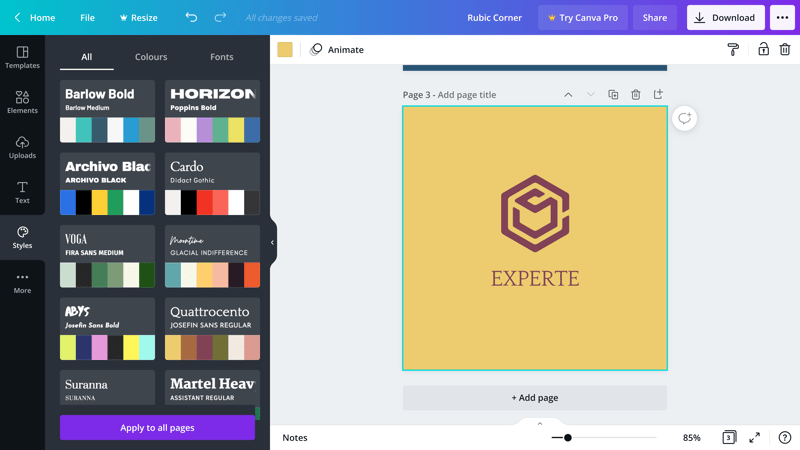 Home
File
Resize
All changes saved
Rubic Corner
Try Canva Pro
Share
Download
Templates
Elements
Uploads
Text
Styles
More
All
Colours
Fonts
Barlow Bold
Barlow Medium
HORIZON
Poppins Bold
Archivo Blac
ARCHIVO BLACK
Cardo
Didact Gothic
VOGA
FIRA SANS MEDIUM
Moontime
GLACIAL INDIFFERENCE
ABYS
Josefin Sans Bold
Quattrocento
JOSEFIN SANS REGULAR
Suranna
SURANNA
Martel Heav
ASSISTANT REGULAR
Apply to all pages
Animate
Page 3 - Add page title
EXPERTE
+ Add page
Notes
85%
3
?